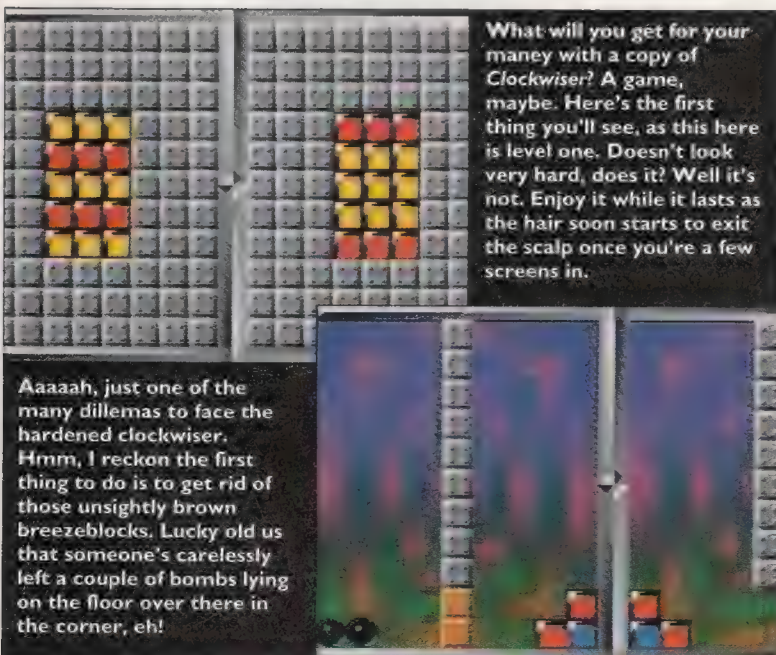 What will you get for your
maney with a copy of
Clockwiser? A game,
maybe. Here's the first
thing you'll see, as this here
is level one. Doesn't look
very hard, does it? Well it's
not. Enjoy it while it lasts as
the hair soon starts to exit
the scalp once you're a few
screens in.
Aaaaah, just one of the
many dillemas to face the
hardened clockwiser.
Hmm, I reckon the first
thing to do is to get rid of
those unsightly brown
breezeblocks. Lucky old us
that someone's carelessly
left a couple of bombs lying
on the floor over there in
the corner, eh!